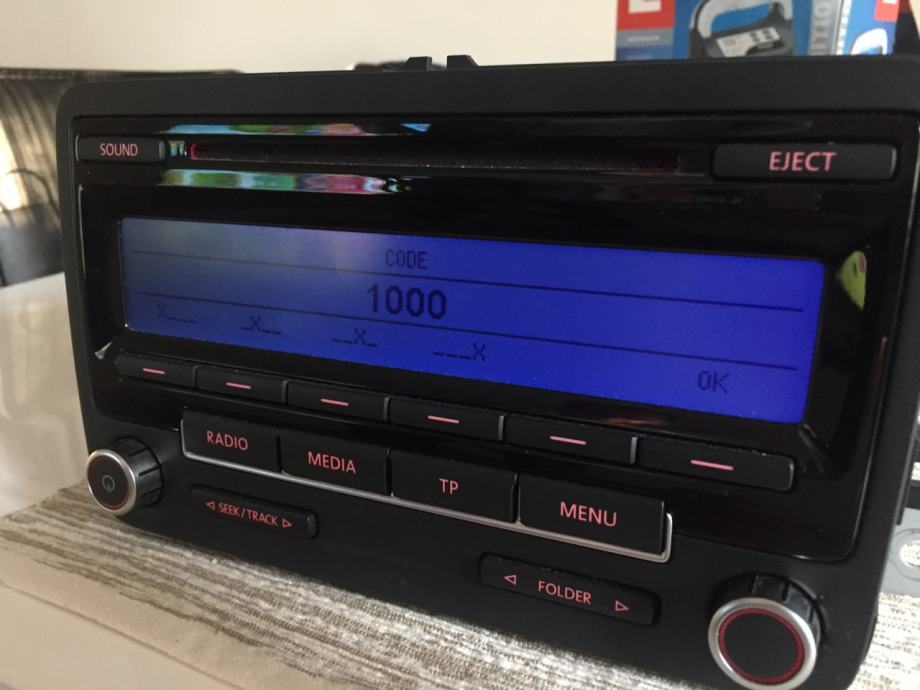 SOUND
EJECT
CODE
1000
X___ _X__ __X_ ___X
OK
RADIO
MEDIA
TP
MENU
SEEK/TRACK
FOLDER